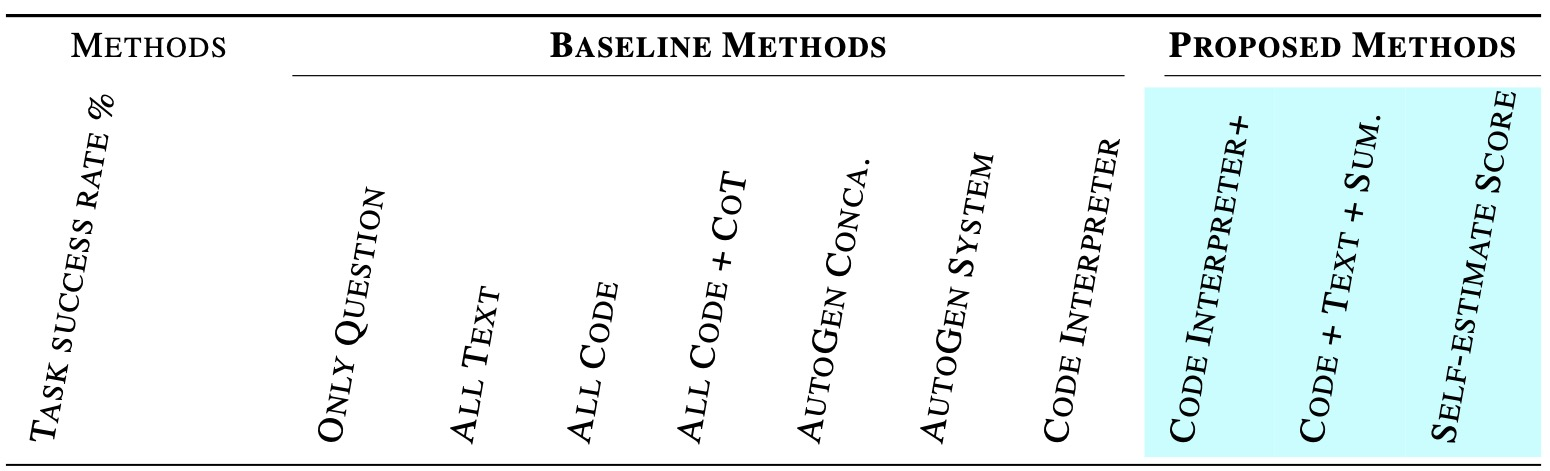 METHODS BASELINE METHODS PROPOSED METHODS
TASK SUCCESS RATE %
ONLY QUESTION
ALL TEXT
ALL CODE
ALL CODE + COT
AUTOGEN CONCA.
AUTOGEN SYSTEM
CODE INTERPRETER
CODE INTERPRETER+
CODE + TEXT + SUM.
SELF-ESTIMATE SCORE